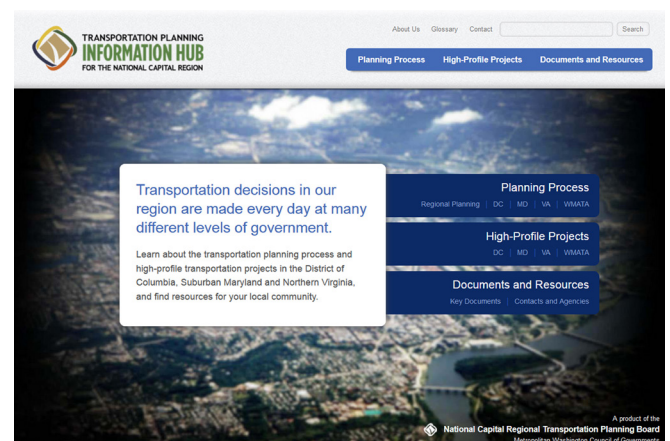 TRANSPORTATION PLANNING
INFORMATION HUB
FOR THE NATIONAL CAPITAL REGION
About Us Glossary Contact Search
Planning Process High-Profile Projects Documents and Resources
Transportation decisions in our
region are made every day at many
different levels of government.
Learn about the transportation planning process and
high-profile transportation projects in the District of
Columbia, Suburban Maryland and Northern Virginia,
and find resources for your local community.
Planning Process
Regional Planning | DC | MD | VA | WMATA
High-Profile Projects
DC | MD | VA | WMATA
Documents and Resources
Key Documents | Contacts and Agencies
A product of the
National Capital Regional Transportation Planning Board
Metropolitan Washington Council of Governments